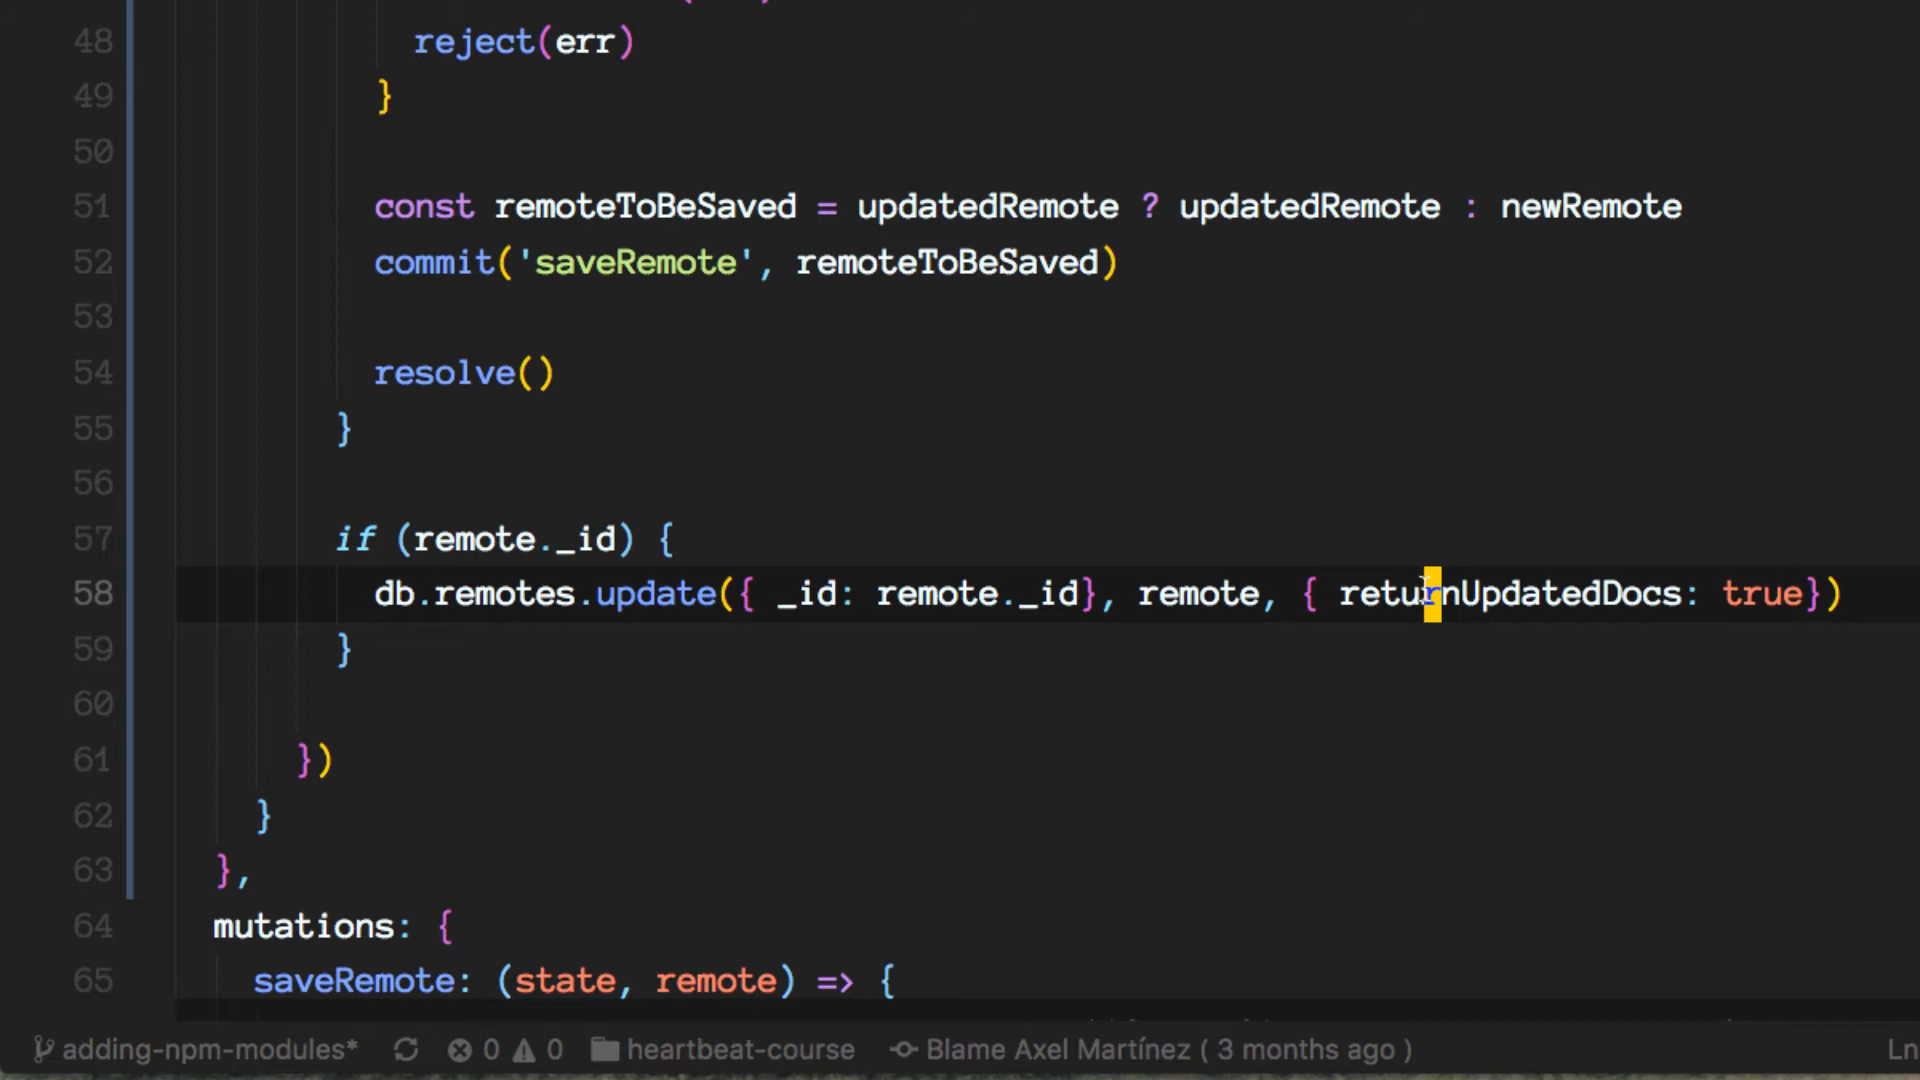 48 reject(err)
49 }
50
51 const remoteToBeSaved = updatedRemote ? updatedRemote : newRemote
52 commit('saveRemote', remoteToBeSaved)
53
54 resolve()
55 }
56
57 if (remote._id) {
58 db.remotes.update({ _id: remote._id}, remote, { returnUpdatedDocs: true})
59 }
60
61 })
62 }
63 },
64 mutations: {
65 saveRemote: (state, remote) => {
adding-npm-modules* 0 0 heartbeat-course Blame Axel Martínez ( 3 months ago ) Ln